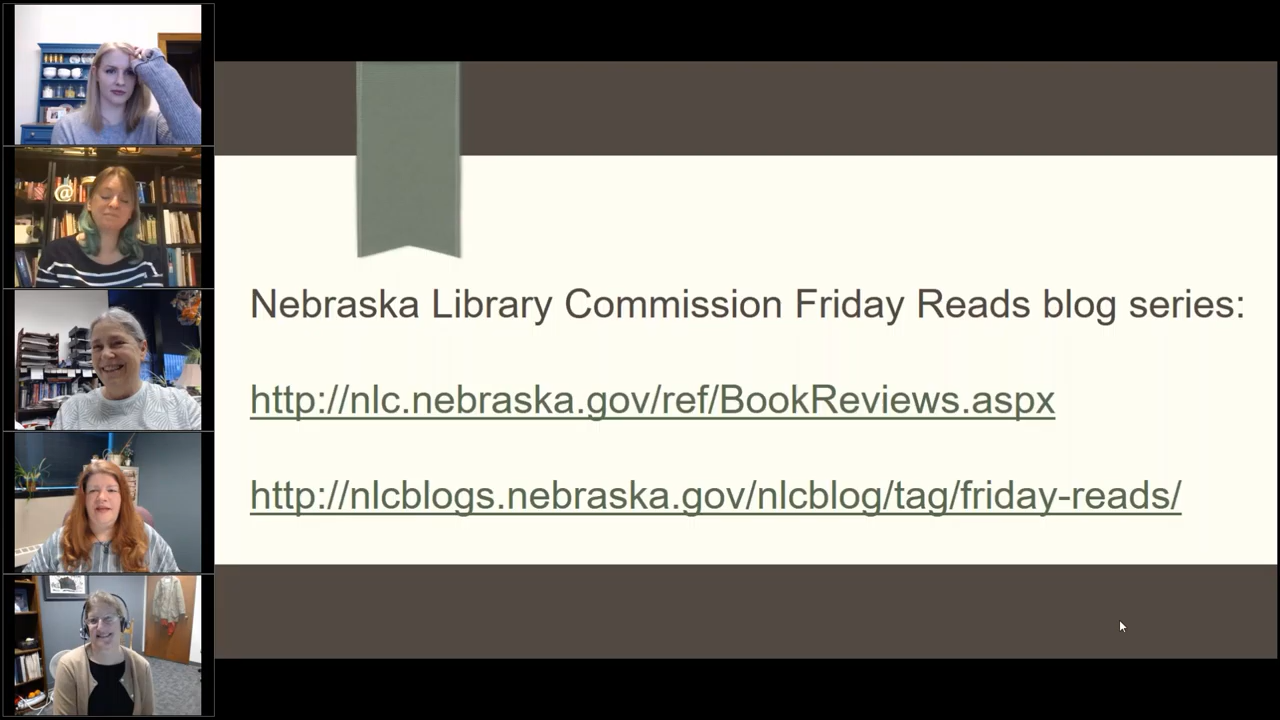 Nebraska Library Commission Friday Reads blog series:
http://nlc.nebraska.gov/ref/BookReviews.aspx
http://nlcblogs.nebraska.gov/nlcblog/tag/friday-reads/